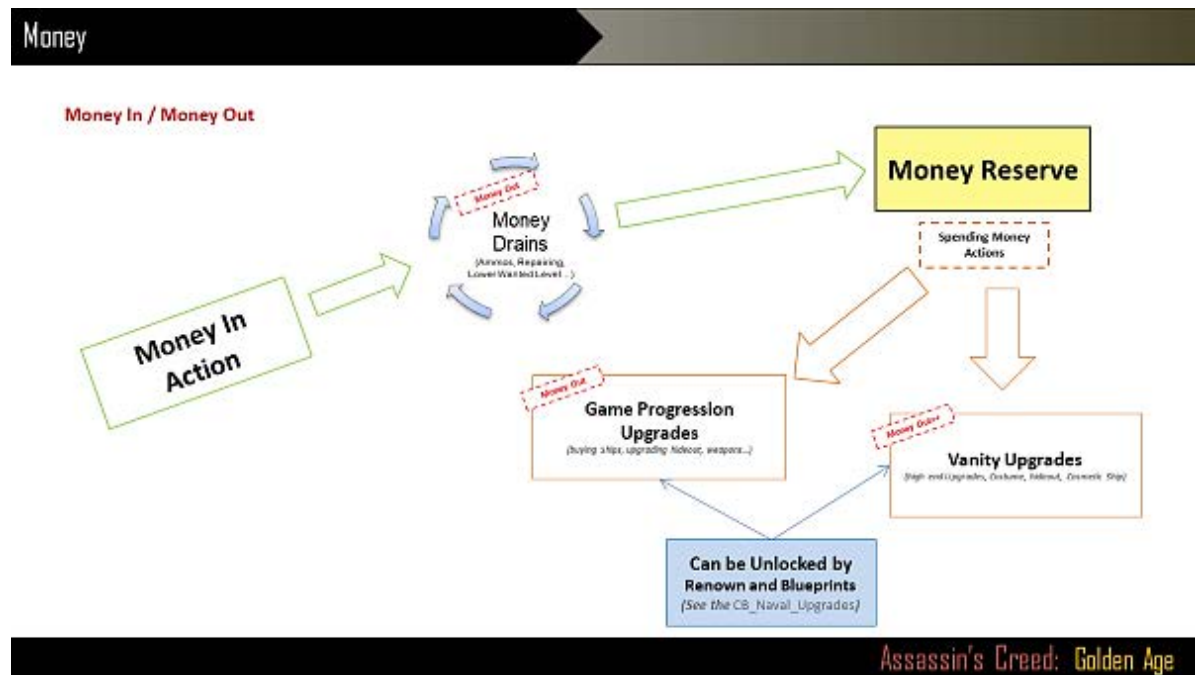 Money
Money In / Money Out
Money In
Action
Money Out
Money
Drains
(Ammos, Repairing,
Lower Wanted Level ...)
Money Reserve
Spending Money
Actions
Money Out
Game Progression
Upgrades
(buying ships, upgrading hideout, weapons...)
Money Out++
Vanity Upgrades
(High end Upgrades, Costume, hideout, Cosmetic Ship)
Can be Unlocked by
Renown and Blueprints
(See the CB_Naval_Upgrades)
Assassin's Creed: Golden Age